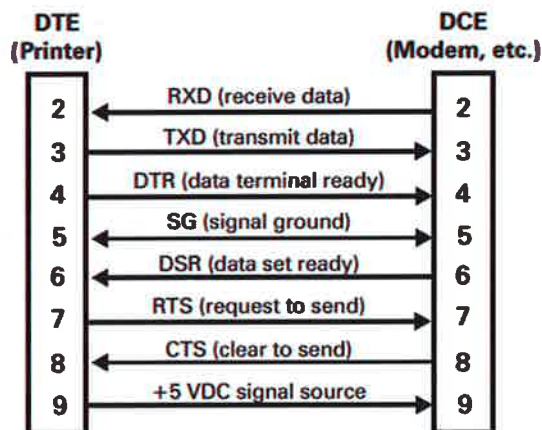 DTE DCE
(Printer) (Modem, etc.)
2 RXD (receive data) 2
3 TXD (transmit data) 3
4 DTR (data terminal ready) 4
5 SG (signal ground) 5
6 DSR (data set ready) 6
7 RTS (request to send) 7
8 CTS (clear to send) 8
9 +5 VDC signal source 9